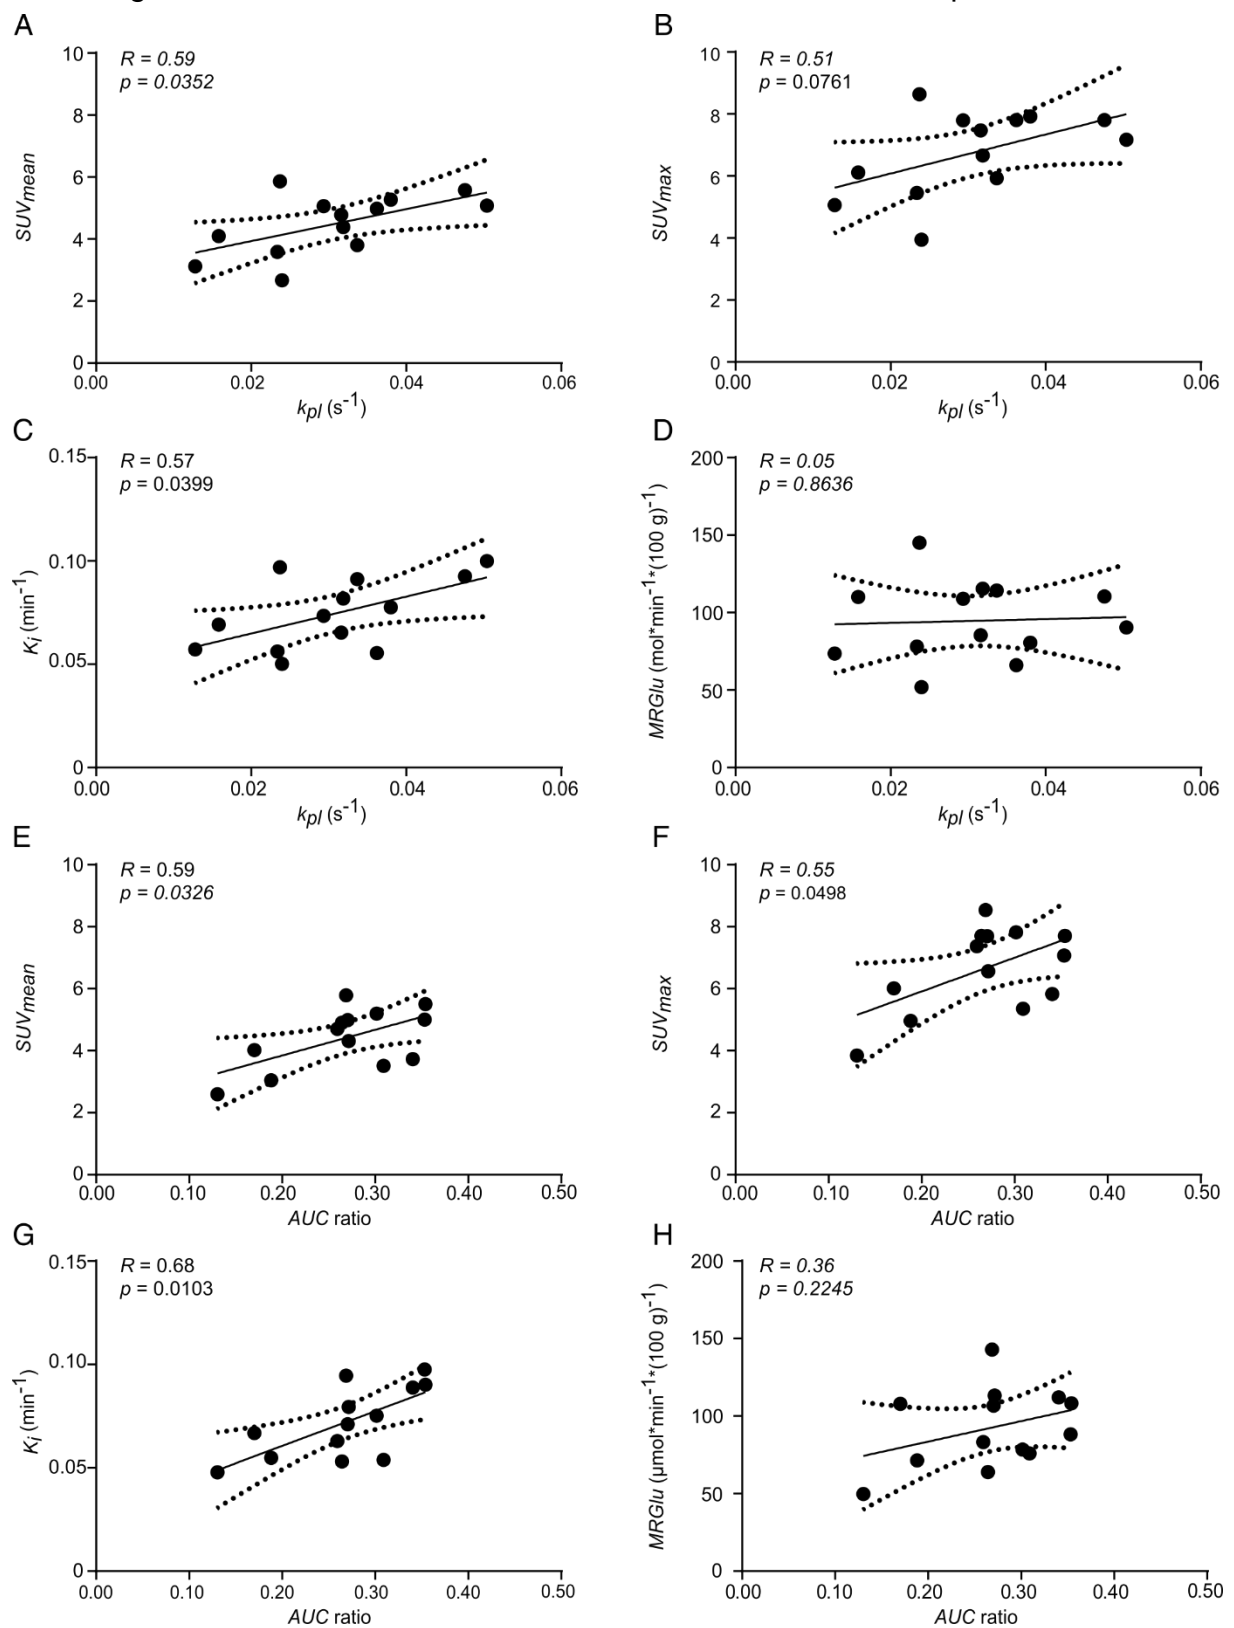 A
R = 0.59
p = 0.0352
10
8
6
4
2
0
SUVmean
0.00 0.02 0.04 0.06
kpl (s-1)
B
R = 0.51
p = 0.0761
10
8
6
4
2
0
SUVmax
0.00 0.02 0.04 0.06
kpl (s-1)
C
R = 0.57
p = 0.0399
0.15
0.10
0.05
0
Ki (min-1)
0.00 0.02 0.04 0.06
kpl (s-1)
D
R = 0.05
p = 0.8636
200
150
100
50
0
MRGlu (mol*min-1*(100 g)-1)
0.00 0.02 0.04 0.06
kpl (s-1)
E
R = 0.59
p = 0.0326
10
8
6
4
2
0
SUVmean
0.00 0.10 0.20 0.30 0.40 0.50
AUC ratio
F
R = 0.55
p = 0.0498
10
8
6
4
2
0
SUVmax
0.00 0.10 0.20 0.30 0.40 0.50
AUC ratio
G
R = 0.68
p = 0.0103
0.15
0.10
0.05
0
Ki (min-1)
0.00 0.10 0.20 0.30 0.40 0.50
AUC ratio
H
R = 0.36
p = 0.2245
200
150
100
50
0
MRGlu (µmol*min-1*(100 g)-1)
0.00 0.10 0.20 0.30 0.40 0.50
AUC ratio